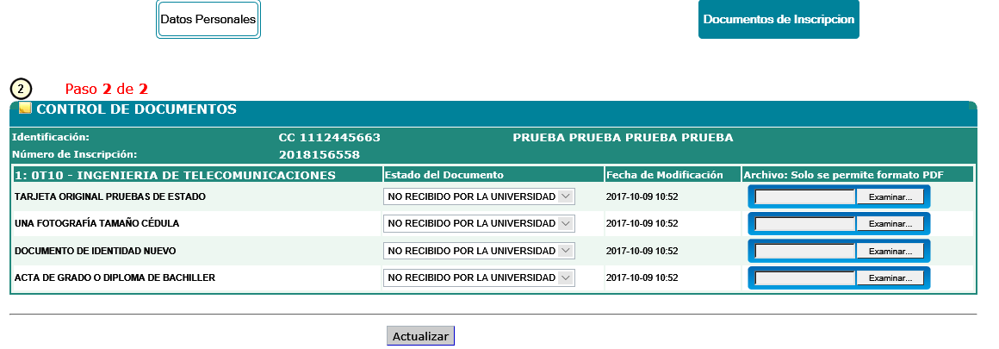 Datos Personales
Documentos de Inscripcion
2 Paso 2 de 2
CONTROL DE DOCUMENTOS
Identificación: CC 1112445663 PRUEBA PRUEBA PRUEBA PRUEBA
Número de Inscripción: 2018156558
1: 0T10 - INGENIERIA DE TELECOMUNICACIONES Estado del Documento Fecha de Modificación Archivo: Solo se permite formato PDF
TARJETA ORIGINAL PRUEBAS DE ESTADO NO RECIBIDO POR LA UNIVERSIDAD 2017-10-09 10:52 Examinar...
UNA FOTOGRAFÍA TAMAÑO CÉDULA NO RECIBIDO POR LA UNIVERSIDAD 2017-10-09 10:52 Examinar...
DOCUMENTO DE IDENTIDAD NUEVO NO RECIBIDO POR LA UNIVERSIDAD 2017-10-09 10:52 Examinar...
ACTA DE GRADO O DIPLOMA DE BACHILLER NO RECIBIDO POR LA UNIVERSIDAD 2017-10-09 10:52 Examinar...
Actualizar